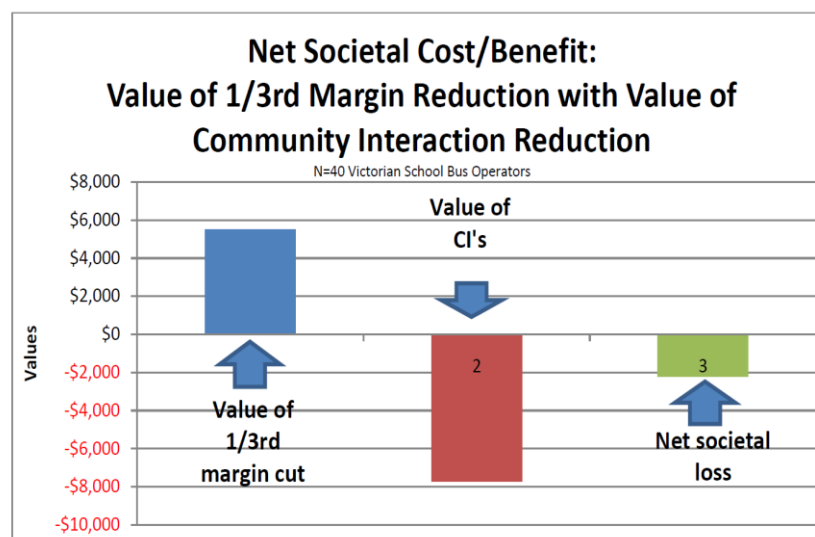 Net Societal Cost/Benefit:
Value of 1/3rd Margin Reduction with Value of
Community Interaction Reduction
N=40 Victorian School Bus Operators
$8,000
$6,000
$4,000
$2,000
$0
-$2,000
-$4,000
-$6,000
-$8,000
-$10,000
Values
Value of
CI's
2
3
Value of
1/3rd
margin cut
Net societal
loss